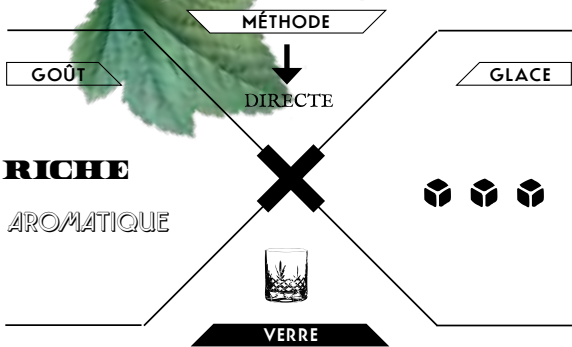 MÉTHODE
GOÛT
GLACE
DIRECTE
RICHE
AROMATIQUE
VERRE